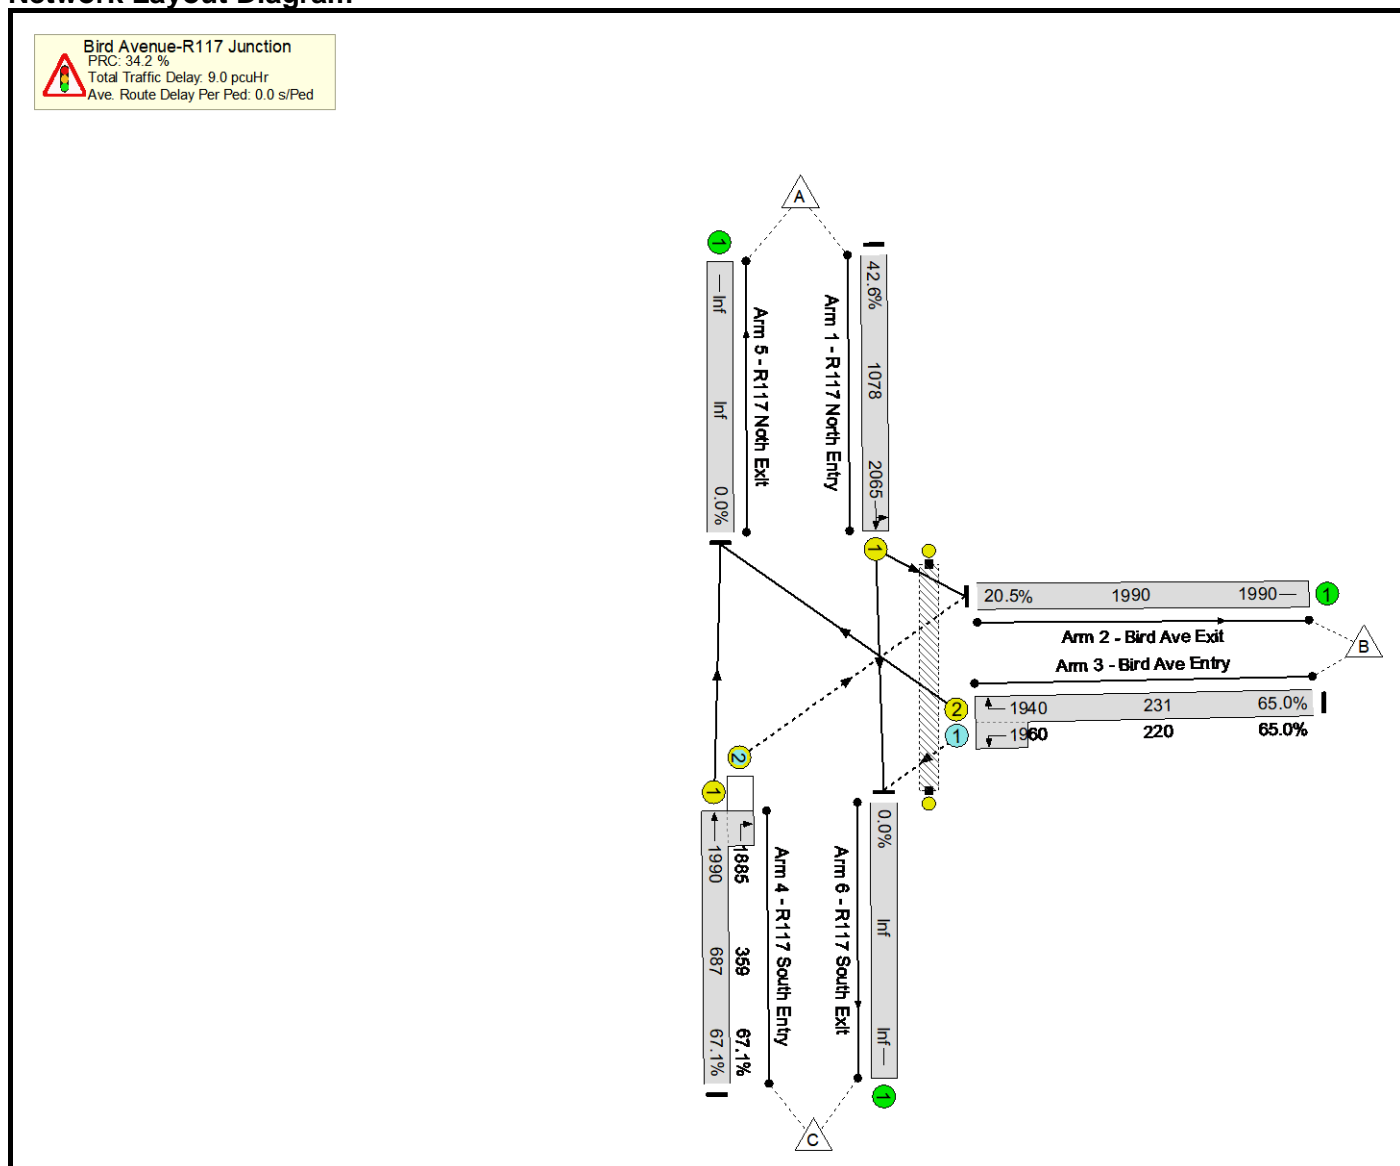 Network Layout Diagram
Bird Avenue-R117 Junction
PRC: 34.2 %
Total Traffic Delay: 9.0 pcuHr
Ave. Route Delay Per Ped: 0.0 s/Ped
A
1
Inf
Inf
0.0%
Arm 5 - R117 Noth Exit
Arm 1 - R117 North Entry
42.6%
1078
2065
1
20.5%
1990
1990
1
Arm 2 - Bird Ave Exit
B
Arm 3 - Bird Ave Entry
2
1940
231
65.0%
1
1960
220
65.0%
2
1
1990
687
67.1%
1885
359
67.1%
Arm 4 - R117 South Entry
Arm 6 - R117 South Exit
0.0%
Inf
Inf
1
C